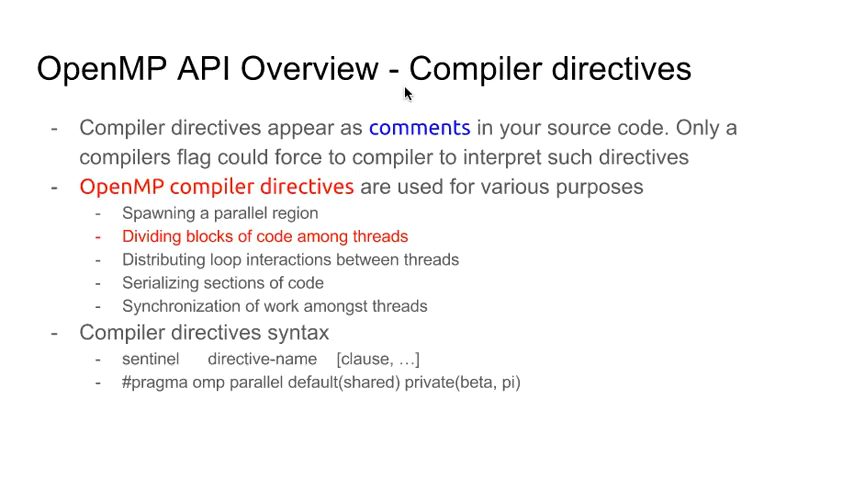 OpenMP API Overview - Compiler directives
- Compiler directives appear as comments in your source code. Only a
compilers flag could force to compiler to interpret such directives
- OpenMP compiler directives are used for various purposes
- Spawning a parallel region
- Dividing blocks of code among threads
- Distributing loop interactions between threads
- Serializing sections of code
- Synchronization of work amongst threads
- Compiler directives syntax
- sentinel directive-name [clause, …]
- #pragma omp parallel default(shared) private(beta, pi)